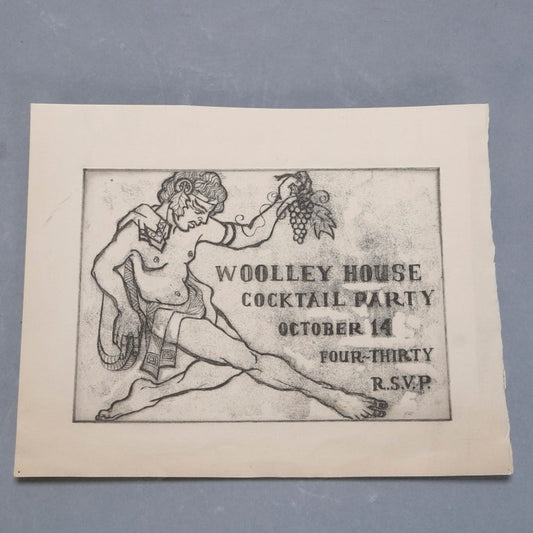 WOOLLEY HOUSE
COCKTAIL PARTY
OCTOBER 14
FOUR-THIRTY
R.S.V.P.